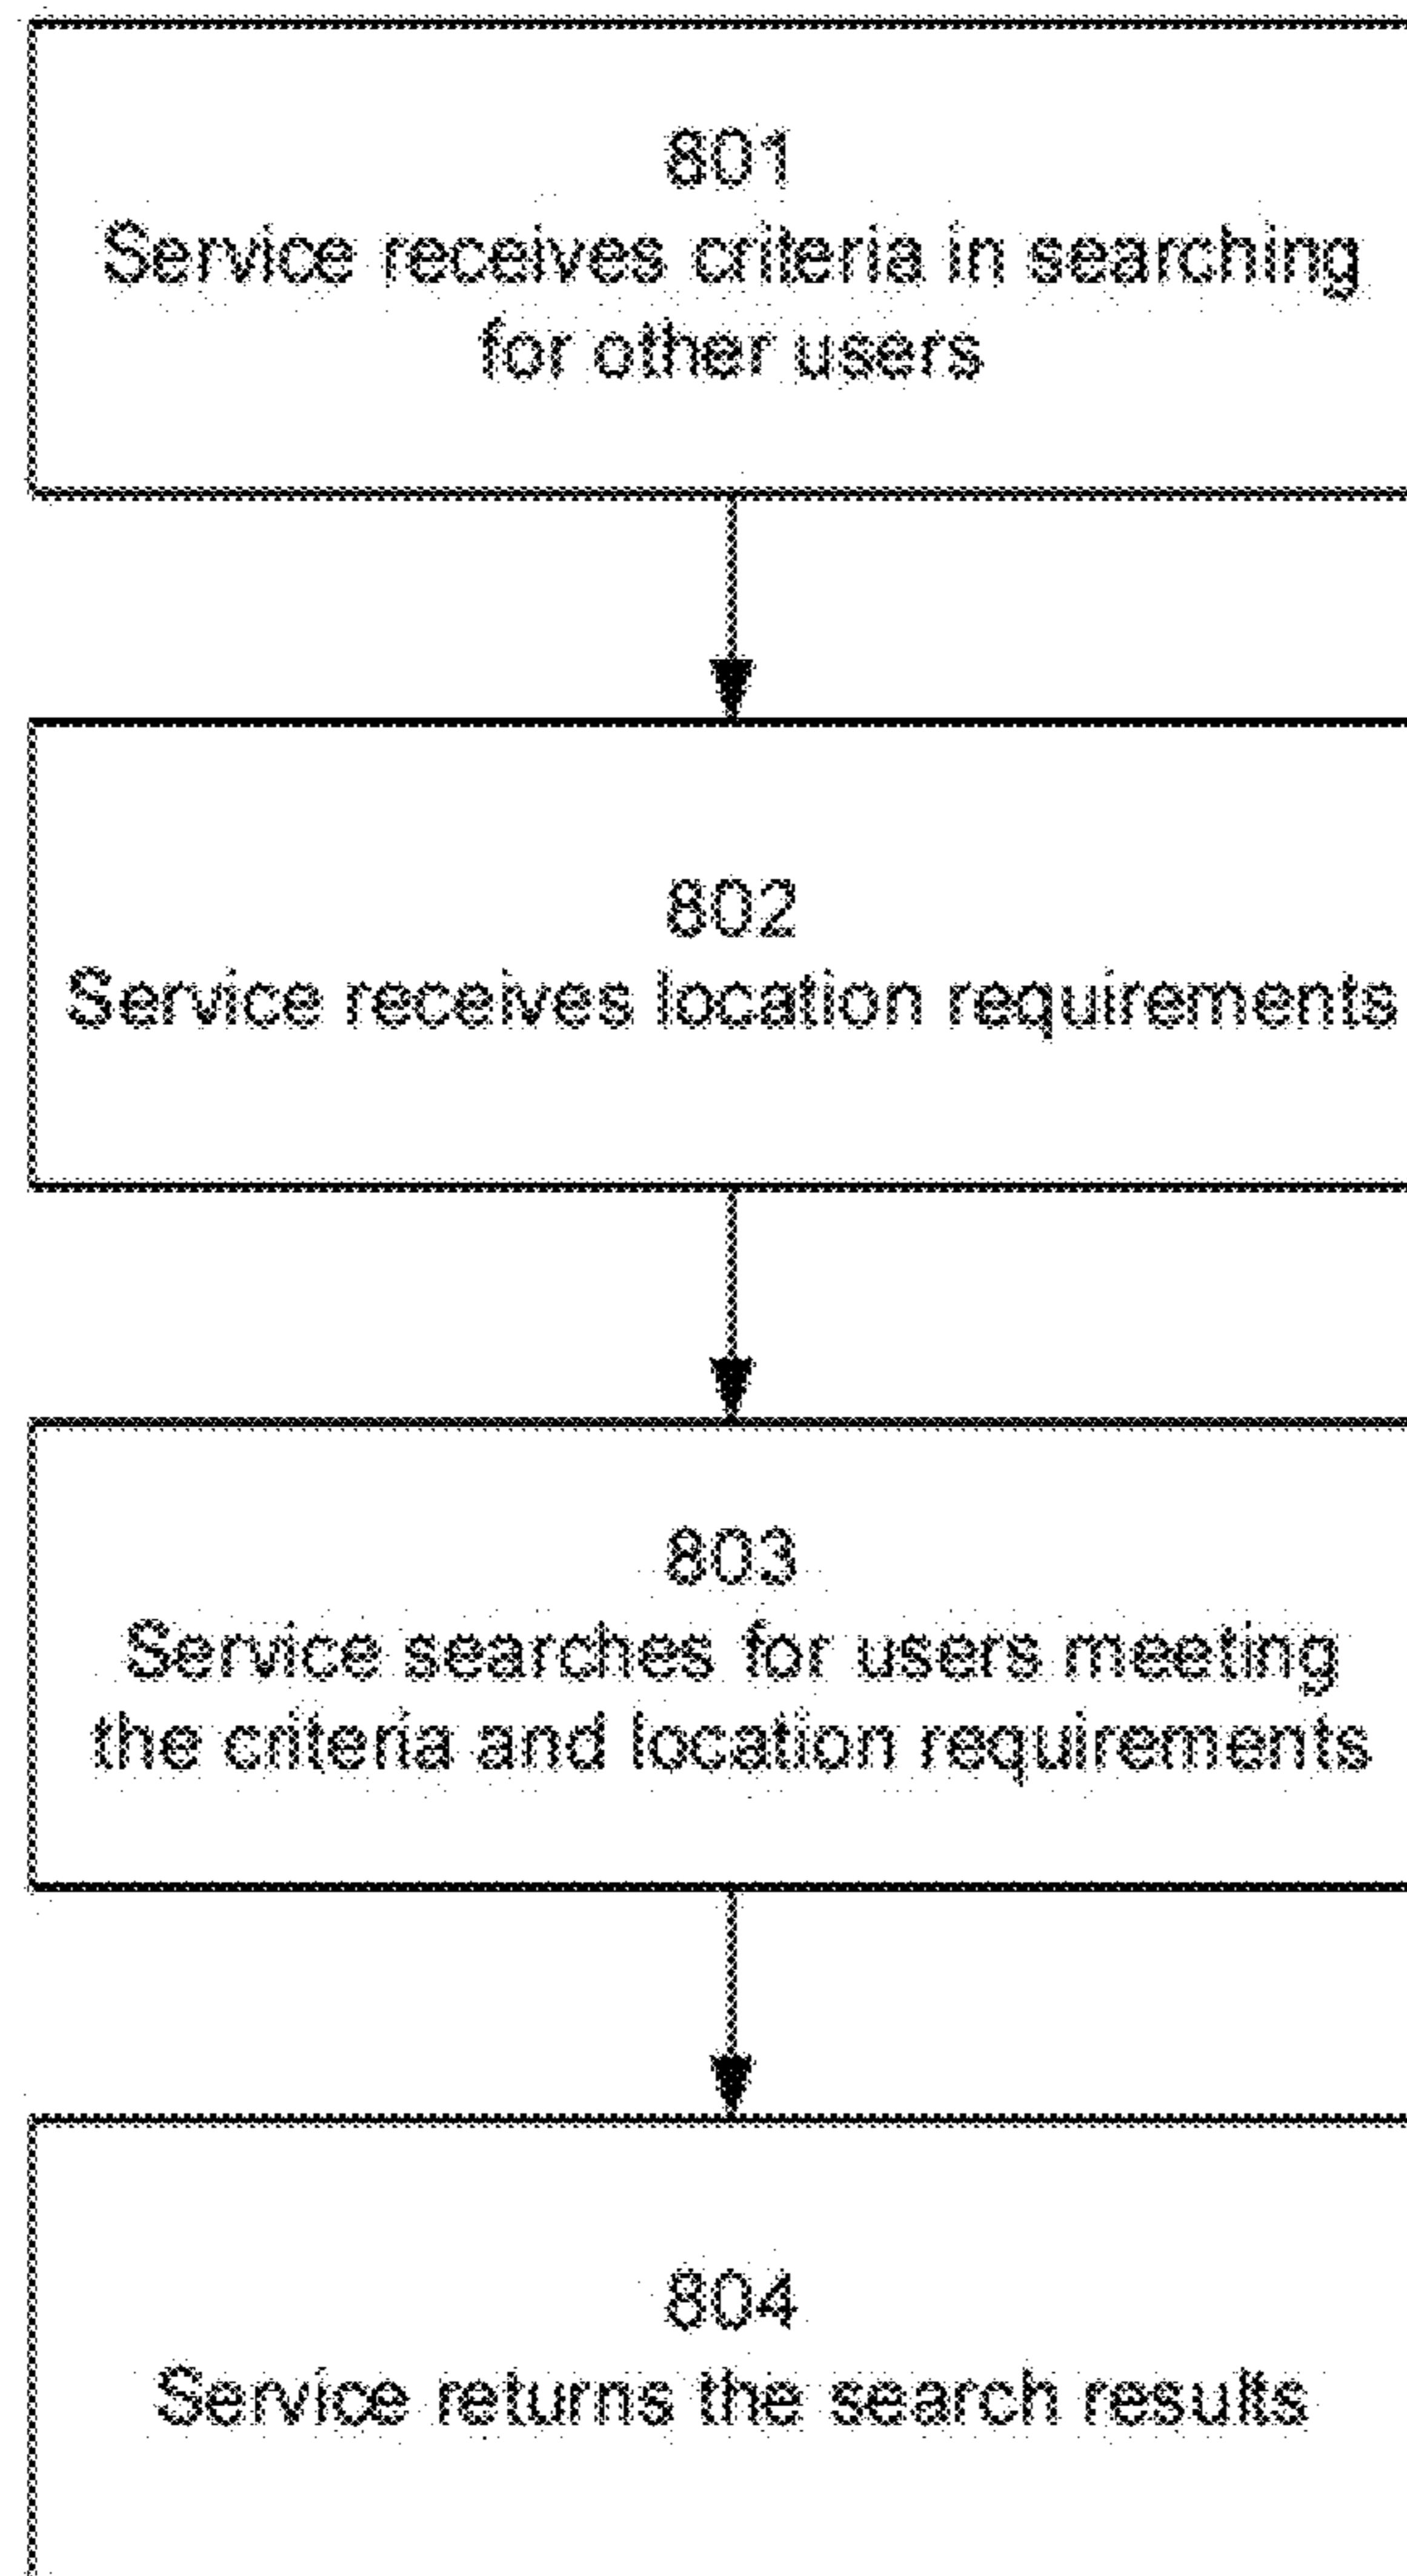 801
Service receives criteria in searching
for other users
802
Service receives location requirements
803
Service searches for users meeting
the criteria and location requirements
804
Service returns the search results